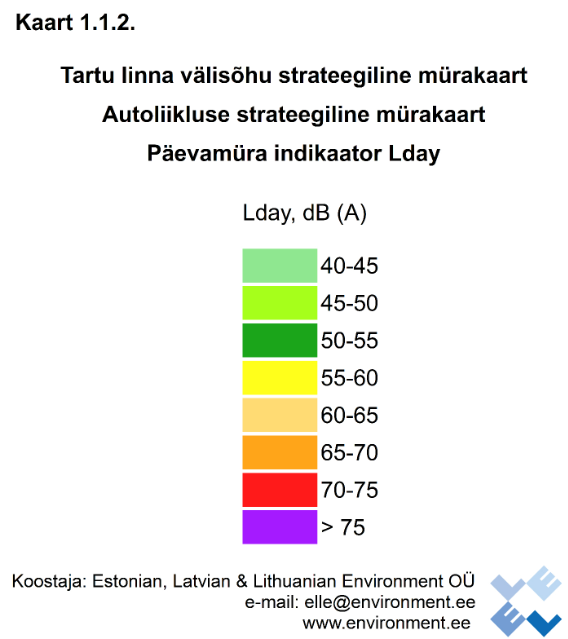 Kaart 1.1.2.
Tartu linna välisõhu strateegiline mürakaart
Autoliikluse strateegiline mürakaart
Päevamüra indikaator Lday
Lday, dB (A)
40-45
45-50
50-55
55-60
60-65
65-70
70-75
> 75
Koostaja: Estonian, Latvian & Lithuanian Environment OÜ
e-mail: elle@environment.ee
www.environment.ee
E
L
L
E